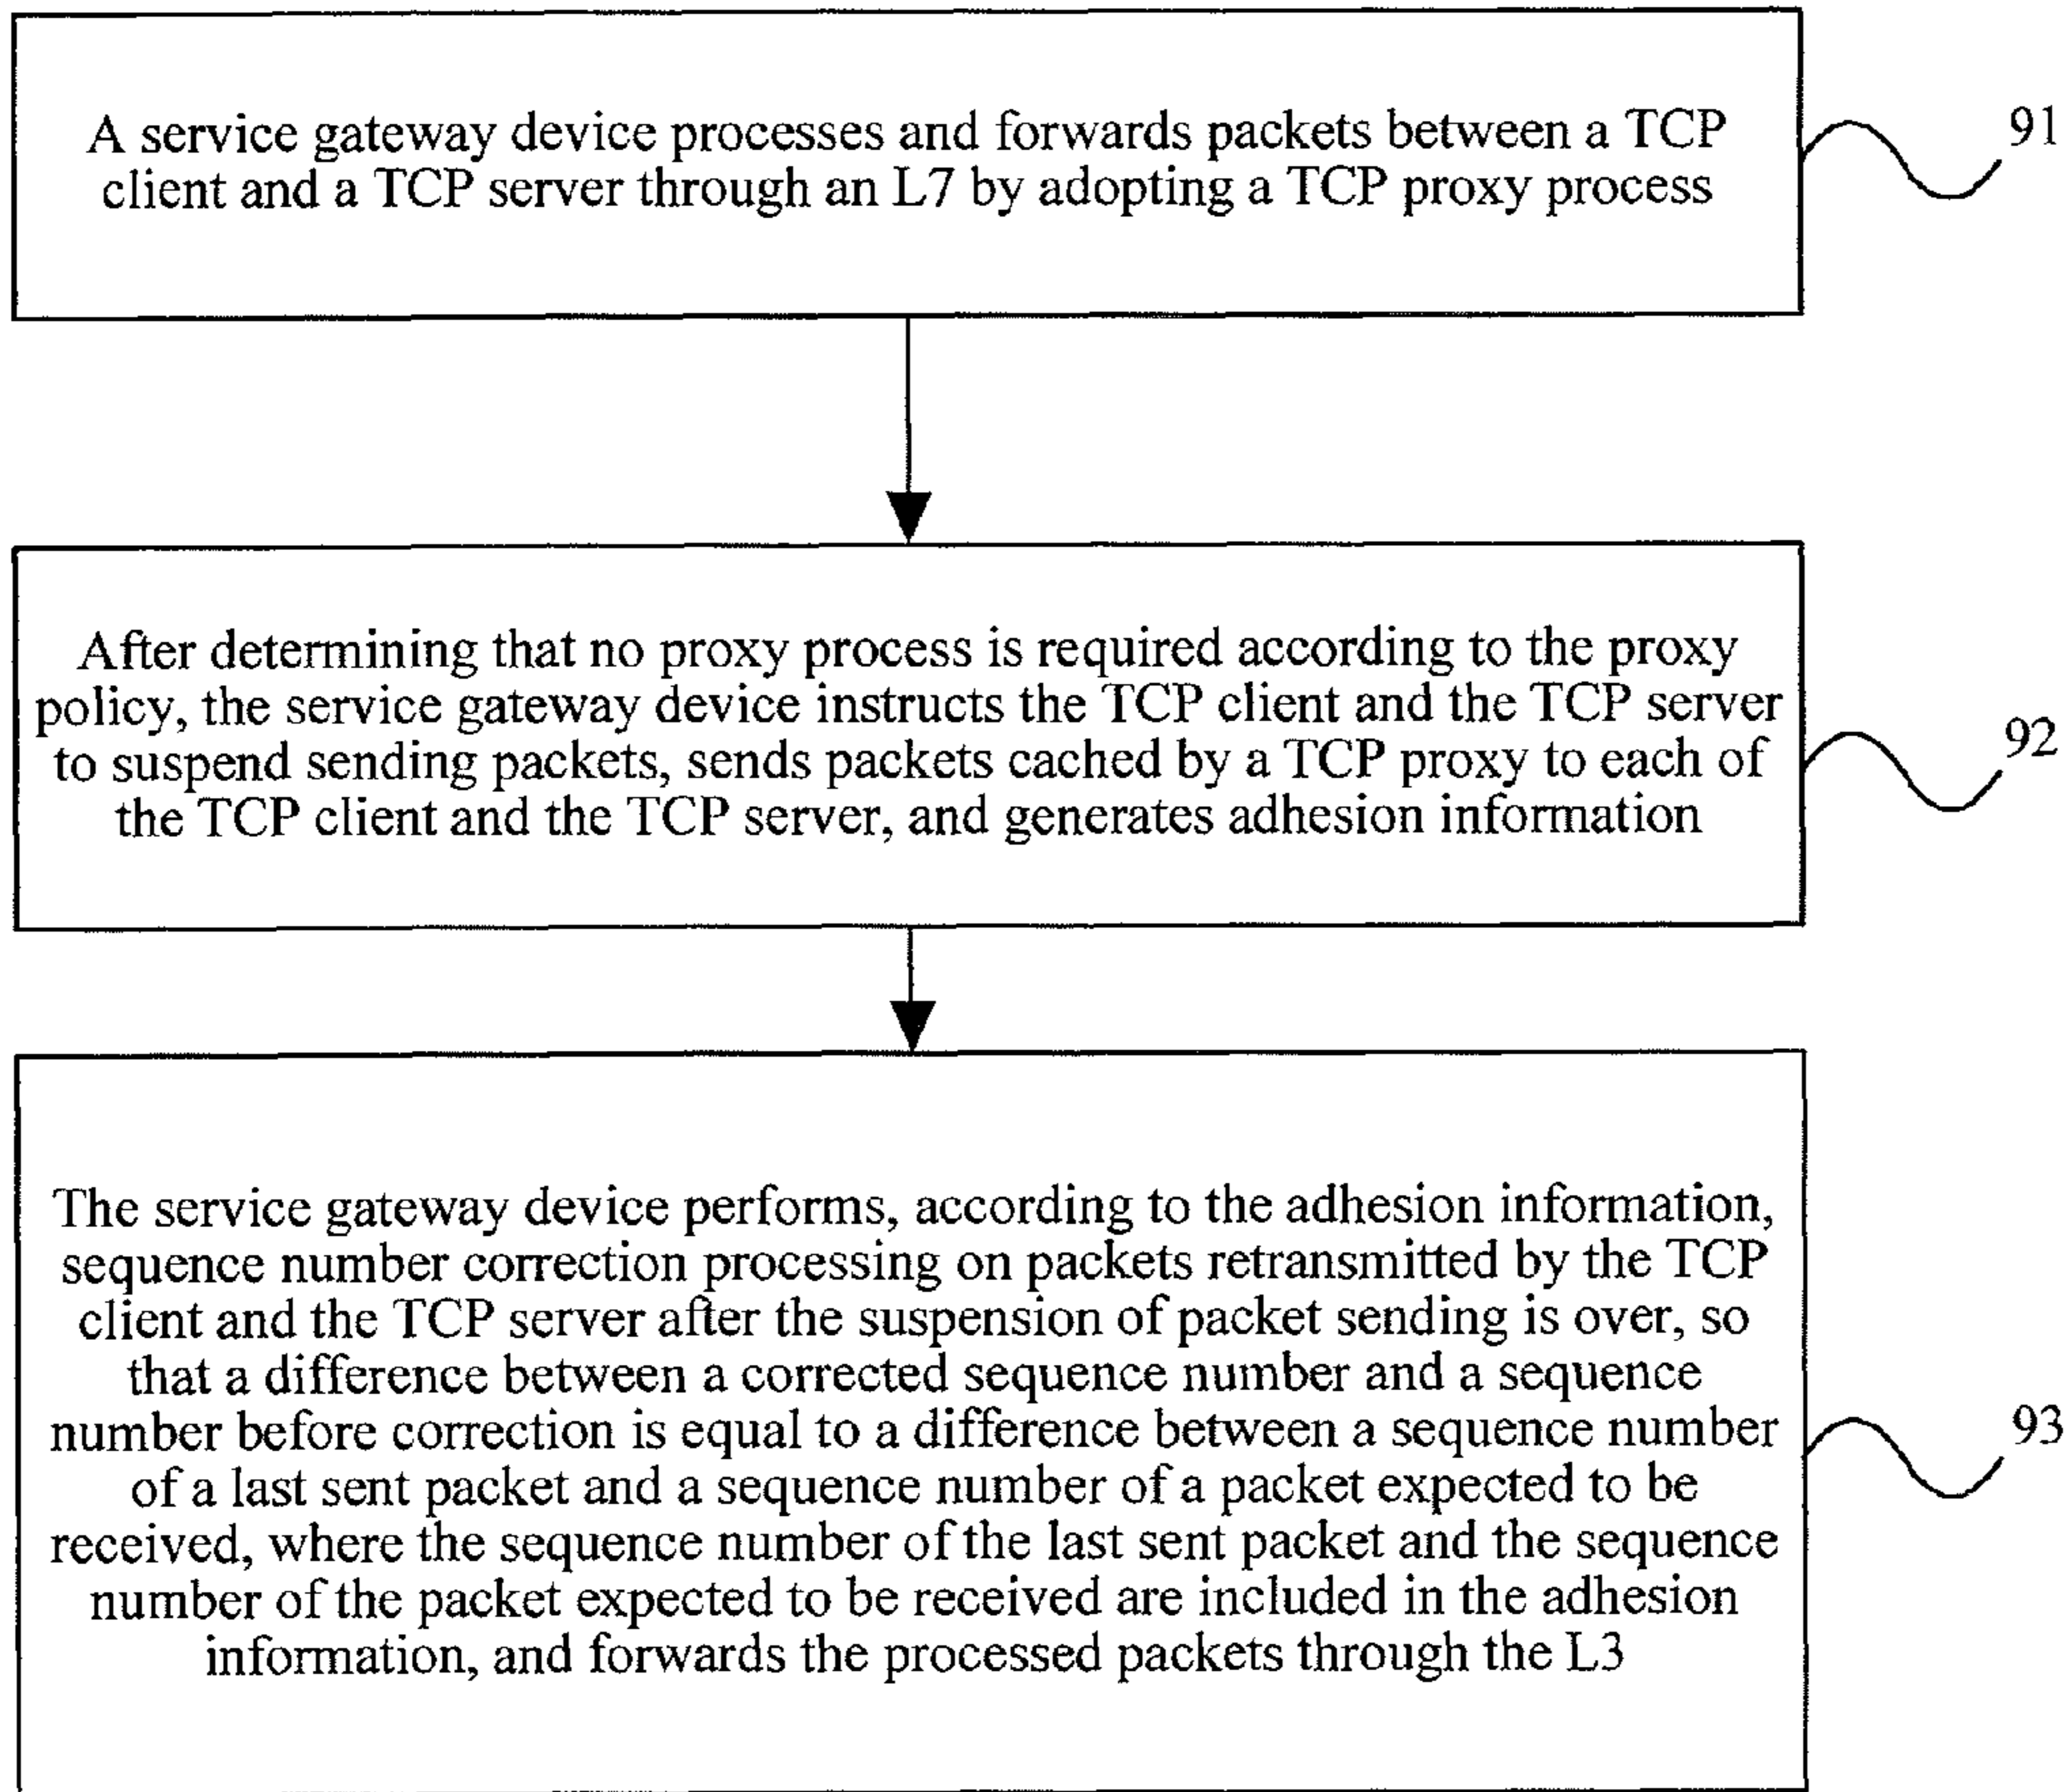 A service gateway device processes and forwards packets between a TCP
client and a TCP server through an L7 by adopting a TCP proxy process
91
After determining that no proxy process is required according to the proxy
policy, the service gateway device instructs the TCP client and the TCP server
to suspend sending packets, sends packets cached by a TCP proxy to each of
the TCP client and the TCP server, and generates adhesion information
92
The service gateway device performs, according to the adhesion information,
sequence number correction processing on packets retransmitted by the TCP
client and the TCP server after the suspension of packet sending is over, so
that a difference between a corrected sequence number and a sequence
number before correction is equal to a difference between a sequence number
of a last sent packet and a sequence number of a packet expected to be
received, where the sequence number of the last sent packet and the sequence
number of the packet expected to be received are included in the adhesion
information, and forwards the processed packets through the L3
93